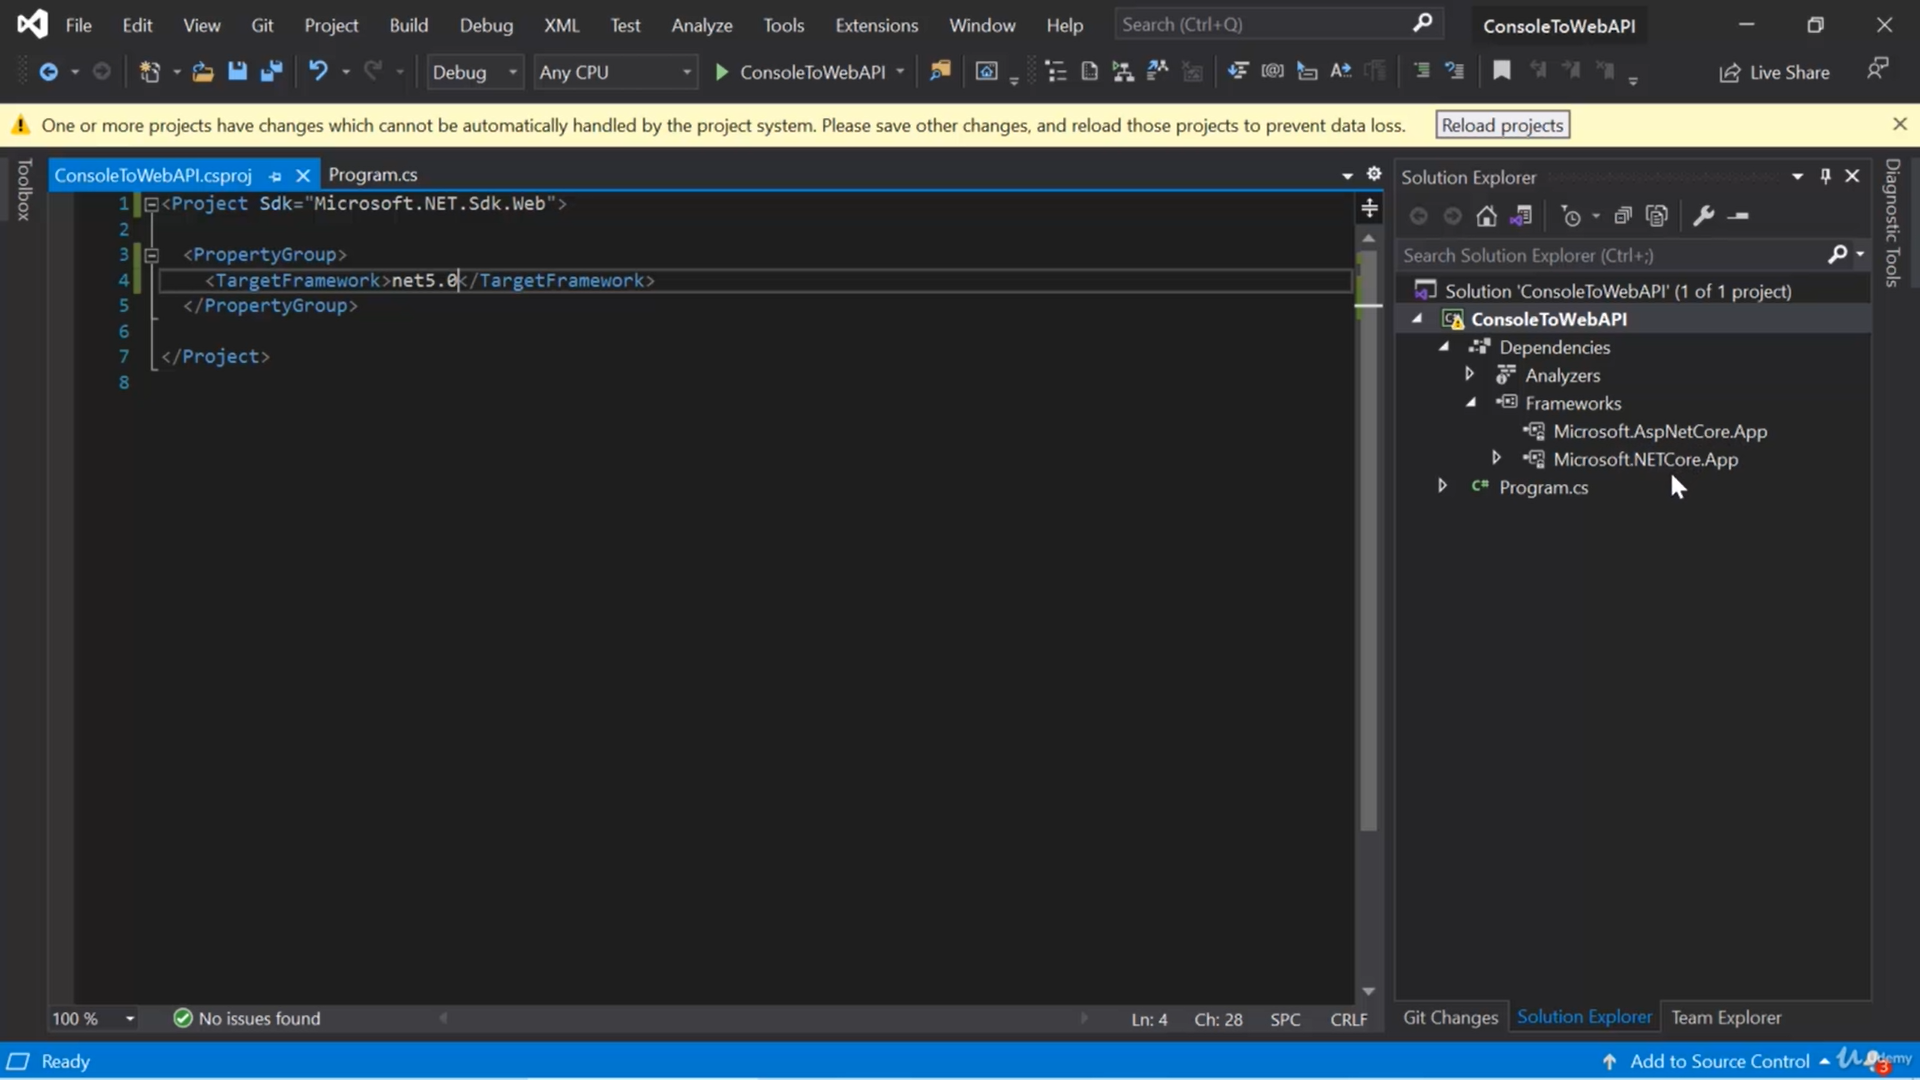 File Edit View Git Project Build Debug XML Test Analyze Tools Extensions Window Help Search (Ctrl+Q) ConsoleToWebAPI
Debug Any CPU ConsoleToWebAPI Live Share
One or more projects have changes which cannot be automatically handled by the project system. Please save other changes, and reload those projects to prevent data loss. Reload projects
Toolbox
ConsoleToWebAPI.csproj Program.cs
1 <Project Sdk="Microsoft.NET.Sdk.Web">
2
3 <PropertyGroup>
4 <TargetFramework>net5.0</TargetFramework>
5 </PropertyGroup>
6
7 </Project>
8
100 % No issues found Ln: 4 Ch: 28 SPC CRLF
Solution Explorer
Search Solution Explorer (Ctrl+;)
Solution 'ConsoleToWebAPI' (1 of 1 project)
C# ConsoleToWebAPI
Dependencies
Analyzers
Frameworks
Microsoft.AspNetCore.App
Microsoft.NETCore.App
C# Program.cs
Git Changes Solution Explorer Team Explorer
Diagnostic Tools
Ready Add to Source Control 3
Udemy